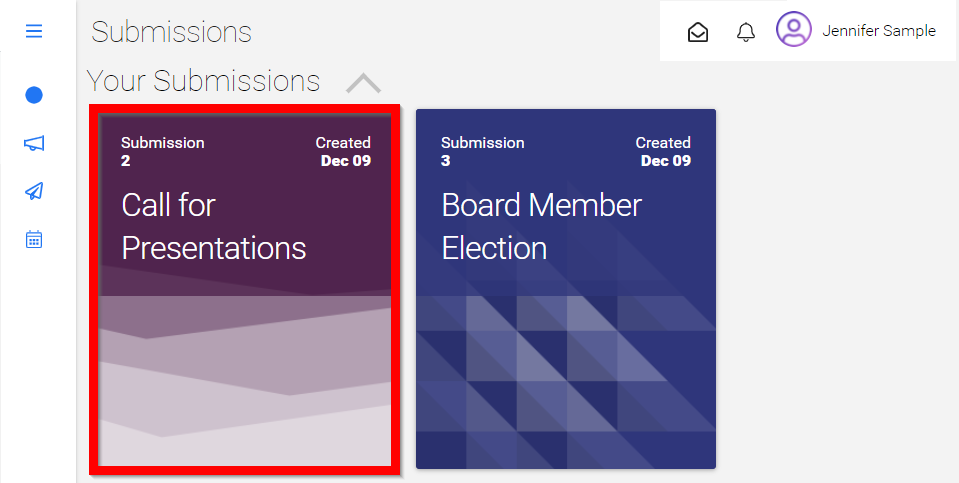 Submissions
Jennifer Sample
Your Submissions
Submission
2
Created
Dec 09
Call for
Presentations
Submission
3
Created
Dec 09
Board Member
Election